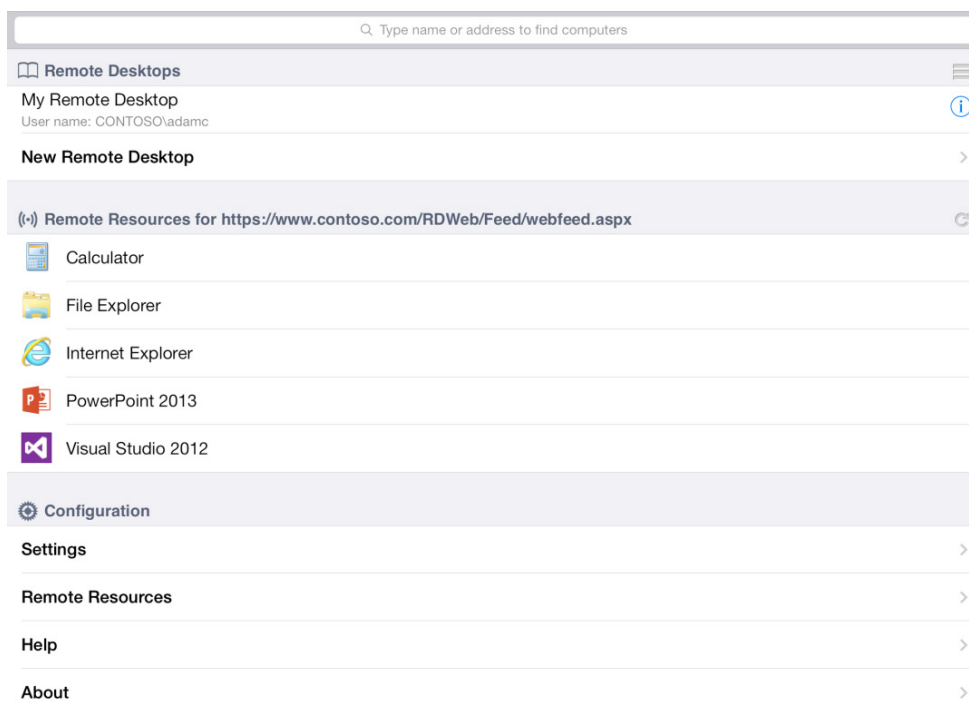 Type name or address to find computers
Remote Desktops
My Remote Desktop
User name: CONTOSO\adamc
New Remote Desktop
Remote Resources for https://www.contoso.com/RDWeb/Feed/webfeed.aspx
Calculator
File Explorer
Internet Explorer
PowerPoint 2013
Visual Studio 2012
Configuration
Settings
Remote Resources
Help
About